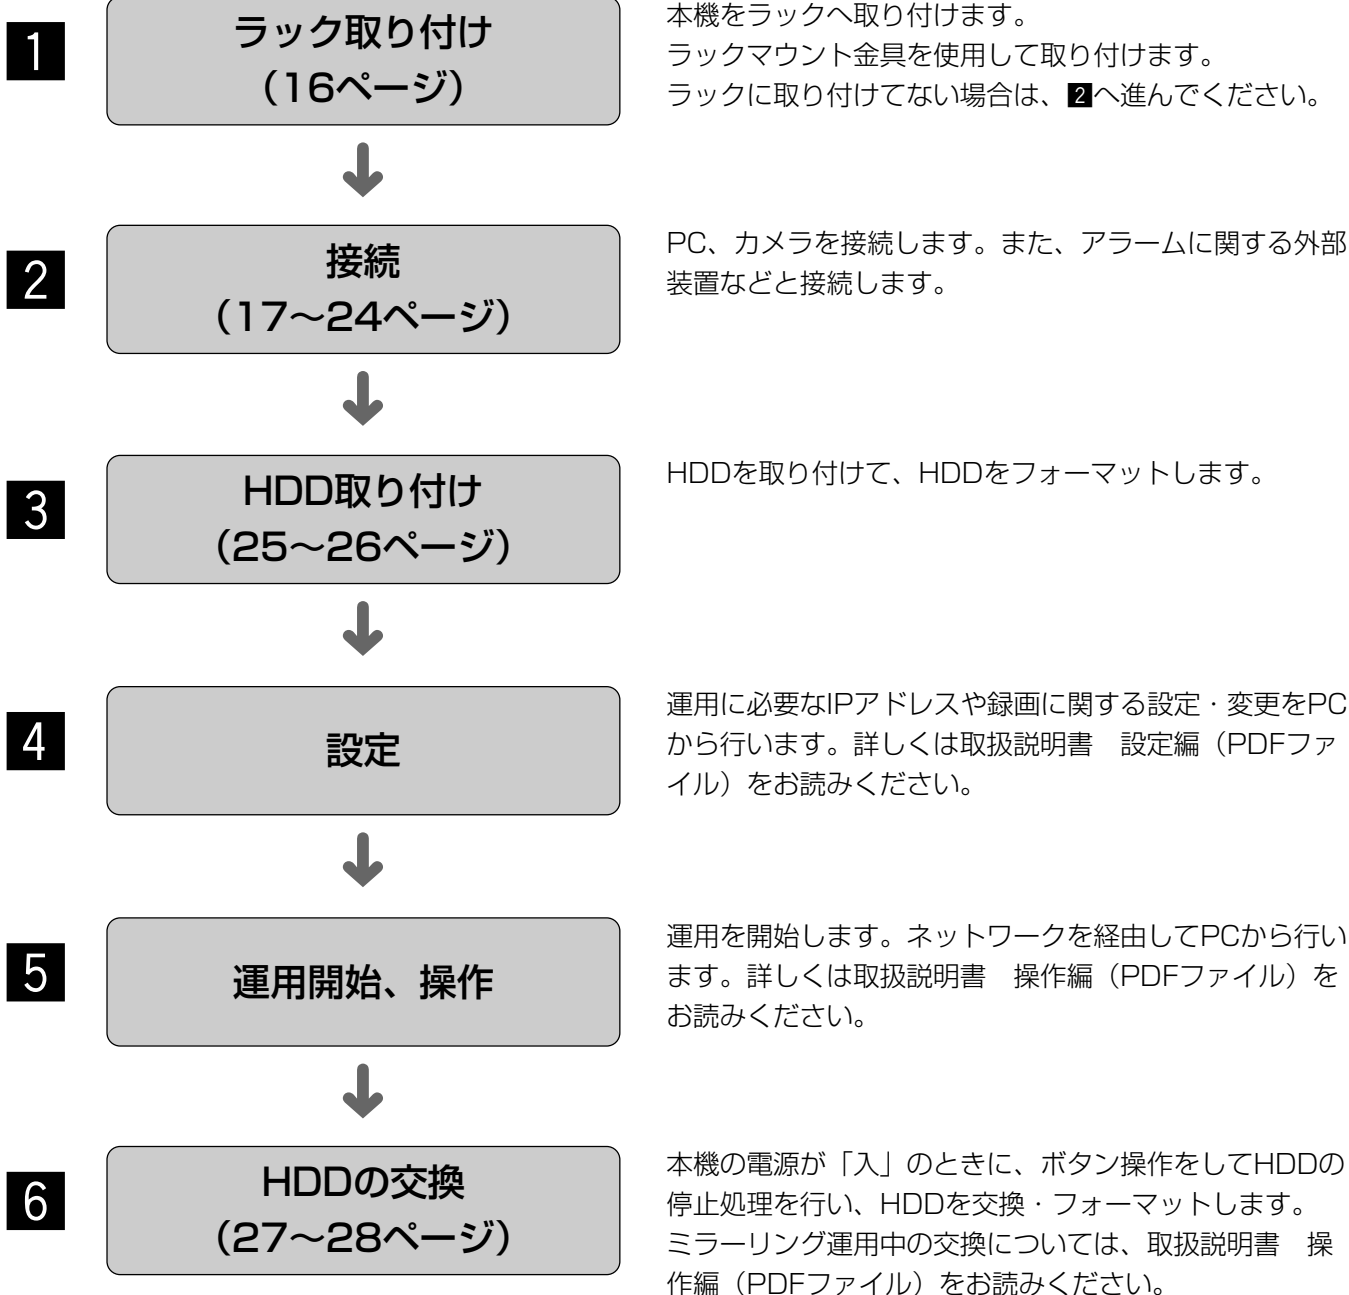 1
ラック取り付け
（16ページ）
本機をラックへ取り付けます。
ラックマウント金具を使用して取り付けます。
ラックに取り付けてない場合は、2へ進んでください。
2
接続
（17～24ページ）
PC、カメラを接続します。また、アラームに関する外部
装置などと接続します。
3
HDD取り付け
（25～26ページ）
HDDを取り付けて、HDDをフォーマットします。
4
設定
運用に必要なIPアドレスや録画に関する設定・変更をPC
から行います。詳しくは取扱説明書　設定編（PDFファ
イル）をお読みください。
5
運用開始、操作
運用を開始します。ネットワークを経由してPCから行い
ます。詳しくは取扱説明書　操作編（PDFファイル）を
お読みください。
6
HDDの交換
（27～28ページ）
本機の電源が「入」のときに、ボタン操作をしてHDDの
停止処理を行い、HDDを交換・フォーマットします。
ミラーリング運用中の交換については、取扱説明書　操
作編（PDFファイル）をお読みください。